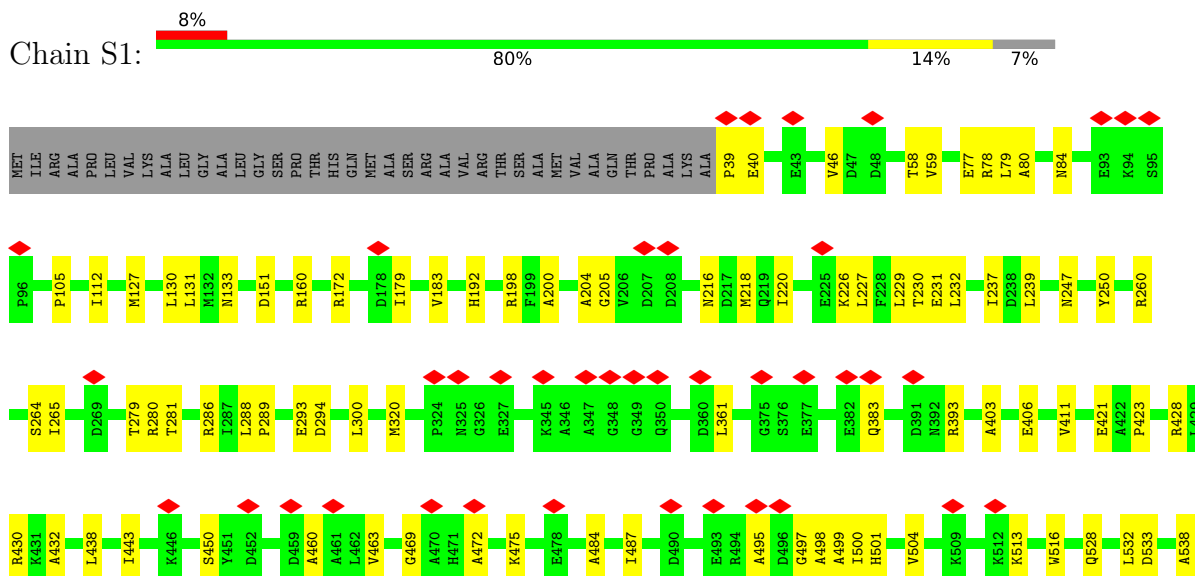 8%
Chain S1:
80% 14% 7%
MET ILE ARG ALA PRO LEU VAL LYS ALA LEU GLY ALA LEU GLY SER PRO THR HIS GLN MET ALA SER ARG ALA VAL ARG THR SER ALA MET VAL ALA GLN THR PRO ALA LYS ALA P39 E40 E43 V46 D47 D48 T58 V59 E77 R78 L79 A80 N84 E93 K94 S95
P96 P105 I112 M127 L130 L131 M132 N133 D151 R160 R172 D178 I179 V183 H192 R198 F199 A200 A204 G205 V206 D207 D208 N216 D217 M218 Q219 I220 E225 K226 L227 F228 L229 T230 E231 L232 I237 D238 L239 N247 Y250 R260
S264 I265 D269 T279 R280 T281 R286 I287 L288 P289 E293 D294 L300 M320 P324 N325 G326 E327 K345 A346 A347 G348 G349 Q350 D360 L361 G375 S376 E377 E382 Q383 D391 N392 R393 A403 E406 V411 E421 A422 P423 R428
R430 K431 A432 L438 I443 K446 S450 Y451 D452 D459 A460 A461 L462 V463 G469 A470 H471 A472 K475 E478 A484 I487 D490 E493 R494 A495 D496 G497 A498 A499 I500 H501 V504 K509 K512 K513 W516 Q528 L532 D533 A538